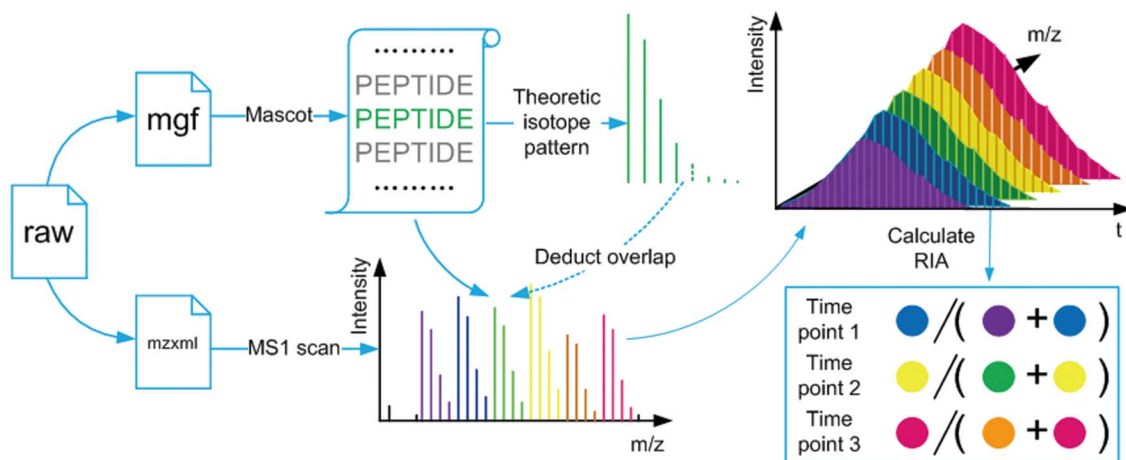 raw
mgf
mzxml
Mascot
MS1 scan
.........
PEPTIDE
PEPTIDE
PEPTIDE
.........
Theoretic
isotope
pattern
Deduct overlap
Intensity
m/z
Intensity
m/z
t
Calculate
RIA
Time
point 1 /( + )
Time
point 2 /( + )
Time
point 3 /( + )